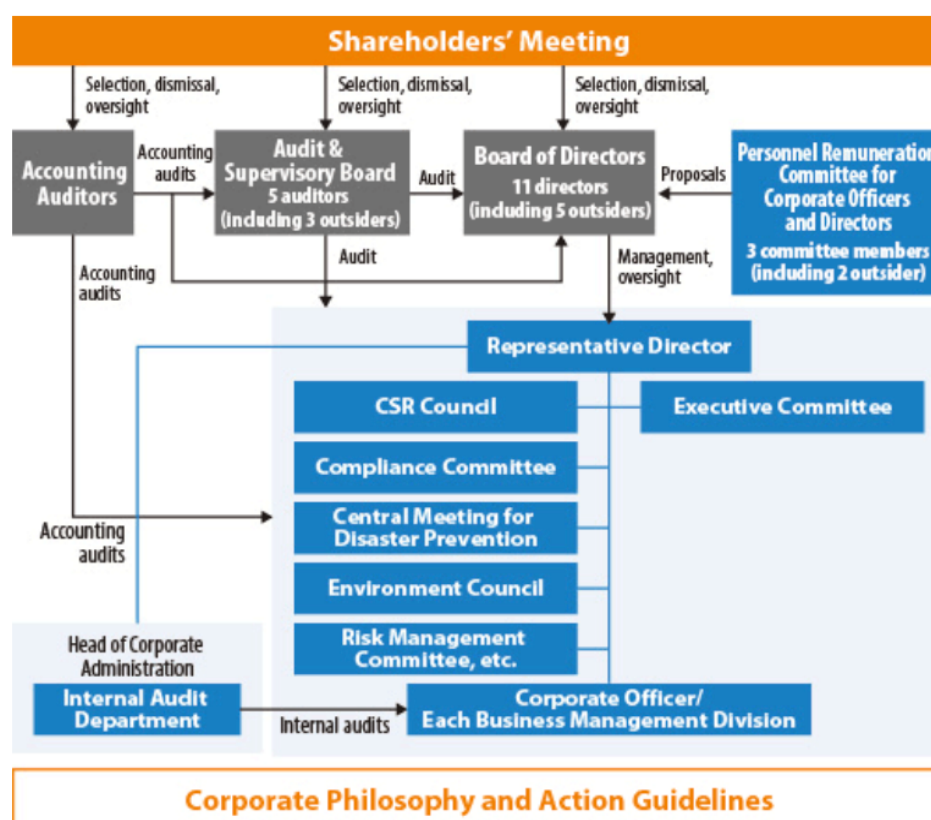 Shareholders' Meeting
Selection, dismissal,
oversight
Selection, dismissal,
oversight
Selection, dismissal,
oversight
Accounting
Auditors
Accounting
audits
Audit &
Supervisory Board
5 auditors
(including 3 outsiders)
Audit
Board of Directors
11 directors
(including 5 outsiders)
Proposals
Personnel Remuneration
Committee for
Corporate Officers
and Directors
3 committee members
(including 2 outsider)
Accounting
audits
Audit
Management,
oversight
Representative Director
CSR Council
Executive Committee
Compliance Committee
Central Meeting for
Disaster Prevention
Accounting
audits
Environment Council
Risk Management
Committee, etc.
Head of Corporate
Administration
Internal Audit
Department
Internal audits
Corporate Officer/
Each Business Management Division
Corporate Philosophy and Action Guidelines